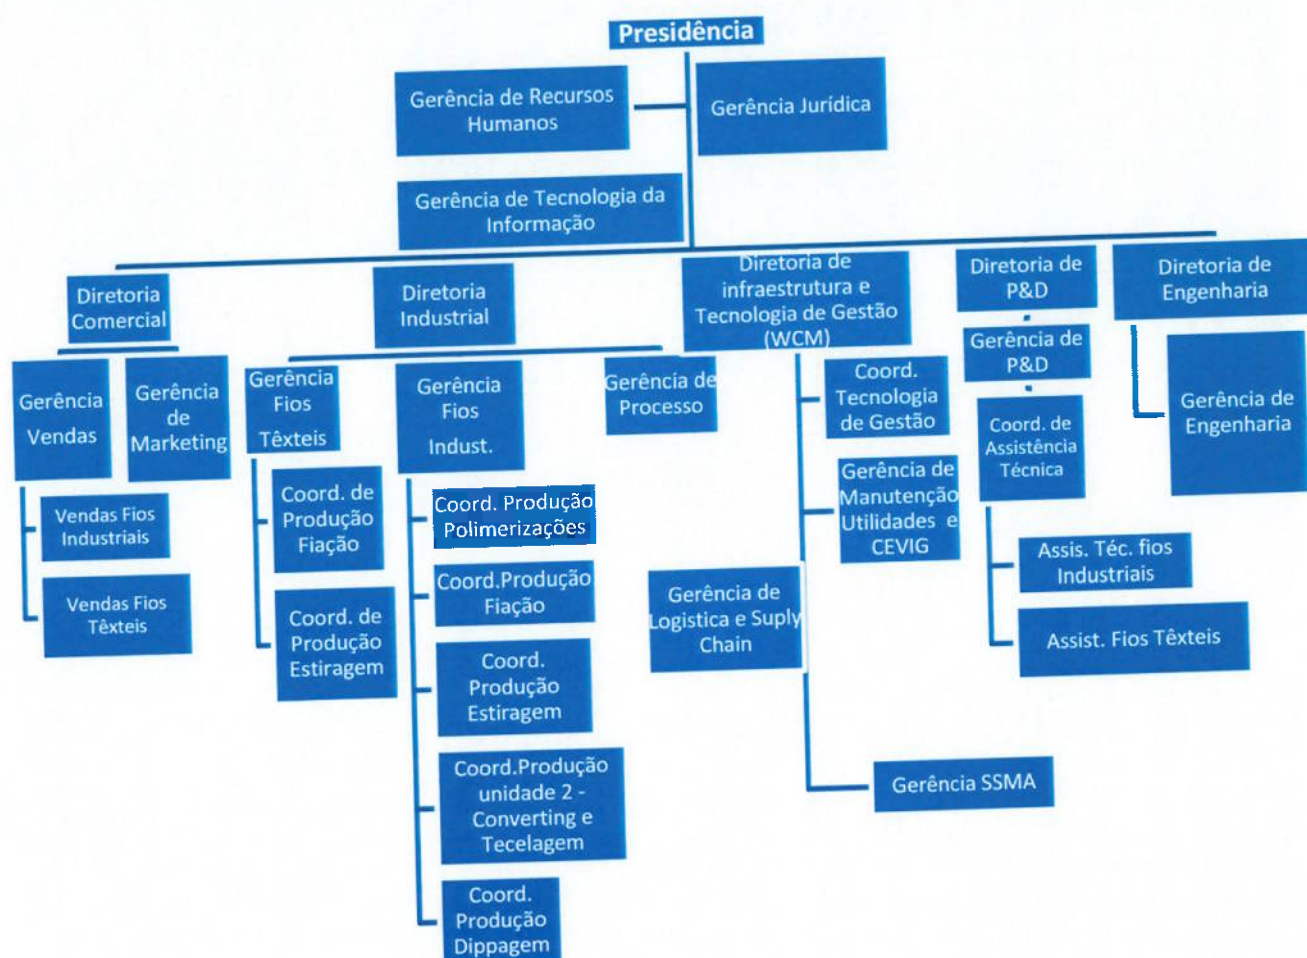 Presidência
Gerência de Recursos
Humanos
Gerência Jurídica
Gerência de Tecnologia da
Informação
Diretoria
Comercial
Diretoria
Industrial
Diretoria de
infraestrutura e
Tecnologia de Gestão
(WCM)
Diretoria de
P&D
Diretoria de
Engenharia
Gerência
Vendas
Gerência
de
Marketing
Gerência
Fios
Têxteis
Gerência
Fios
Indust.
Gerência de
Processo
Coord.
Tecnologia
de Gestão
Gerência de
P&D
Gerência de
Engenharia
Vendas Fios
Industriais
Vendas Fios
Têxteis
Coord. de
Produção
Fiação
Coord. de
Produção
Estiragem
Coord. Produção
Polimerizações
Coord.Produção
Fiação
Coord.
Produção
Estiragem
Coord.Produção
unidade 2 -
Converting e
Tecelagem
Coord.
Produção
Dippagem
Gerência de
Manutenção
Utilidades e
CEVIG
Gerência de
Logistica e Suply
Chain
Gerência SSMA
Coord. de
Assistência
Técnica
Assis. Téc. fios
Industriais
Assist. Fios Têxteis